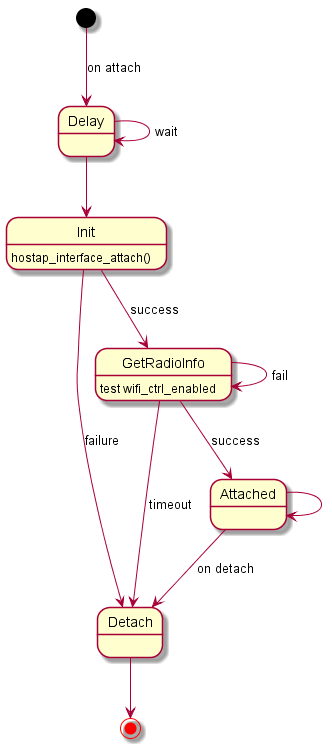 on attach
Delay
wait
Init
hostap_interface_attach()
success
GetRadioInfo
test wifi_ctrl_enabled
fail
failure
success
timeout
Attached
on detach
Detach